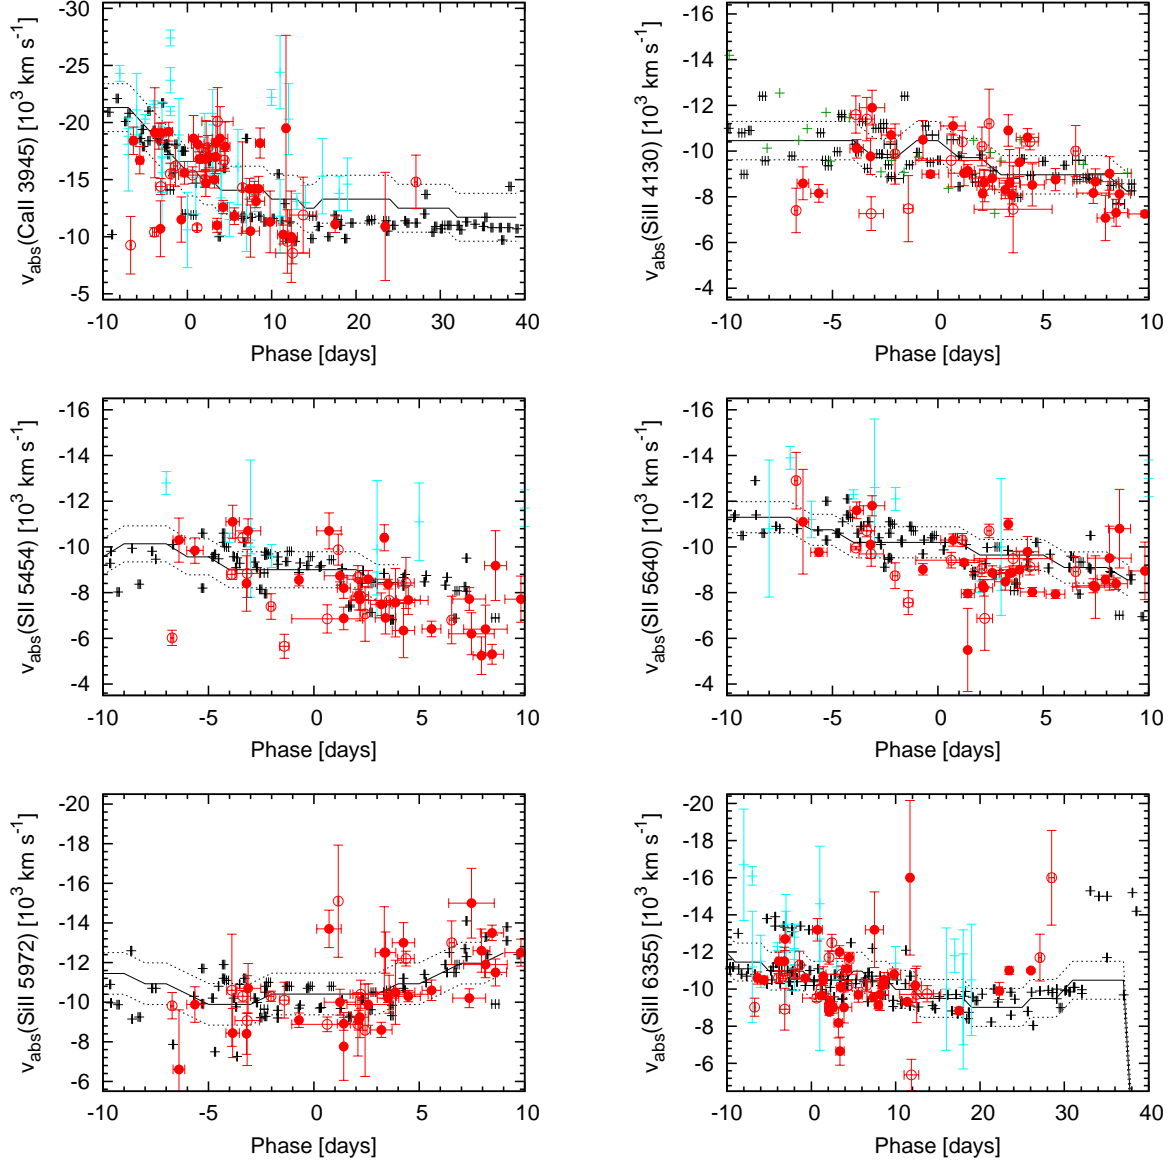 -30
-25
-20
-15
-10
-5
v_abs(CaII 3945) [10^3 km s^-1]
-10 0 10 20 30 40
Phase [days]
-16
-14
-12
-10
-8
-6
-4
v_abs(SiII 4130) [10^3 km s^-1]
-10 -5 0 5 10
Phase [days]
-16
-14
-12
-10
-8
-6
-4
v_abs(SII 5454) [10^3 km s^-1]
-10 -5 0 5 10
Phase [days]
-16
-14
-12
-10
-8
-6
-4
v_abs(SII 5640) [10^3 km s^-1]
-10 -5 0 5 10
Phase [days]
-20
-18
-16
-14
-12
-10
-8
-6
v_abs(SiII 5972) [10^3 km s^-1]
-10 -5 0 5 10
Phase [days]
-20
-18
-16
-14
-12
-10
-8
-6
v_abs(SiII 6355) [10^3 km s^-1]
-10 0 10 20 30 40
Phase [days]